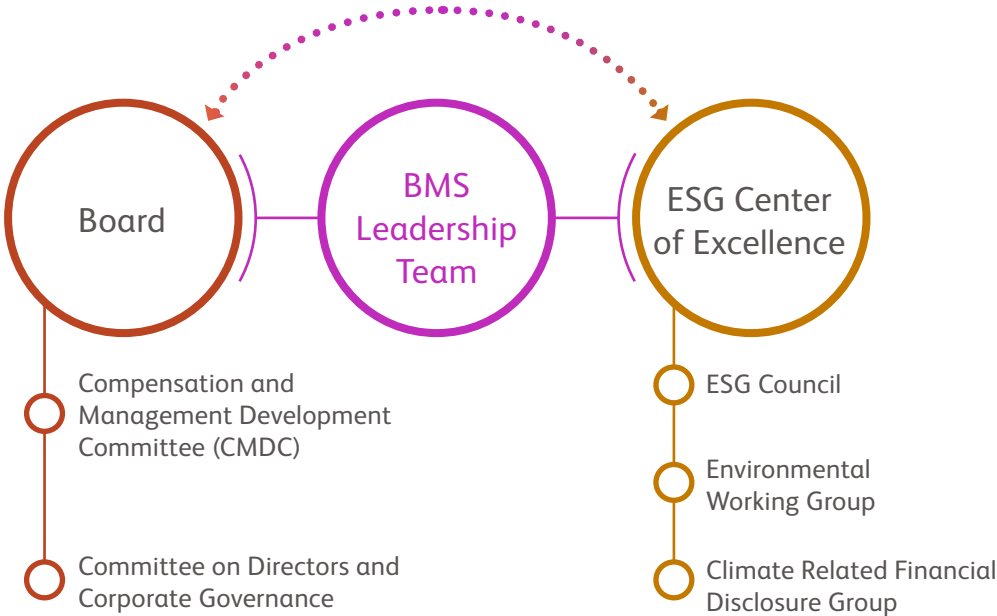 Board
BMS
Leadership
Team
ESG Center
of Excellence
Compensation and
Management Development
Committee (CMDC)
Committee on Directors and
Corporate Governance
ESG Council
Environmental
Working Group
Climate Related Financial
Disclosure Group